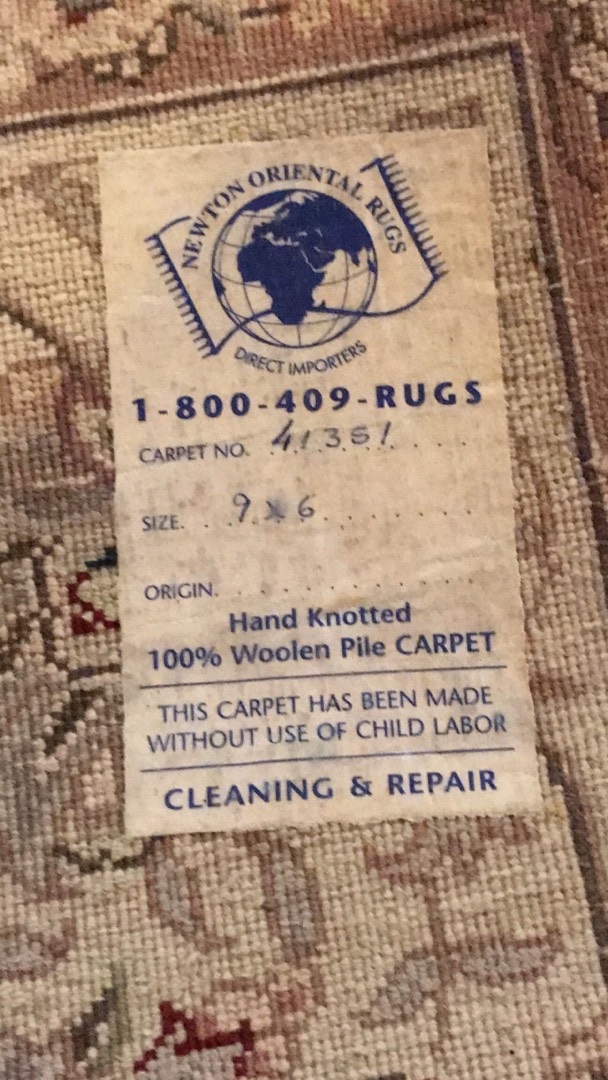 NEWTON ORIENTAL RUGS
DIRECT IMPORTERS
1-800-409-RUGS
CARPET NO. 41351
SIZE. 9 x 6
ORIGIN.
Hand Knotted
100% Woolen Pile CARPET
THIS CARPET HAS BEEN MADE
WITHOUT USE OF CHILD LABOR
CLEANING & REPAIR